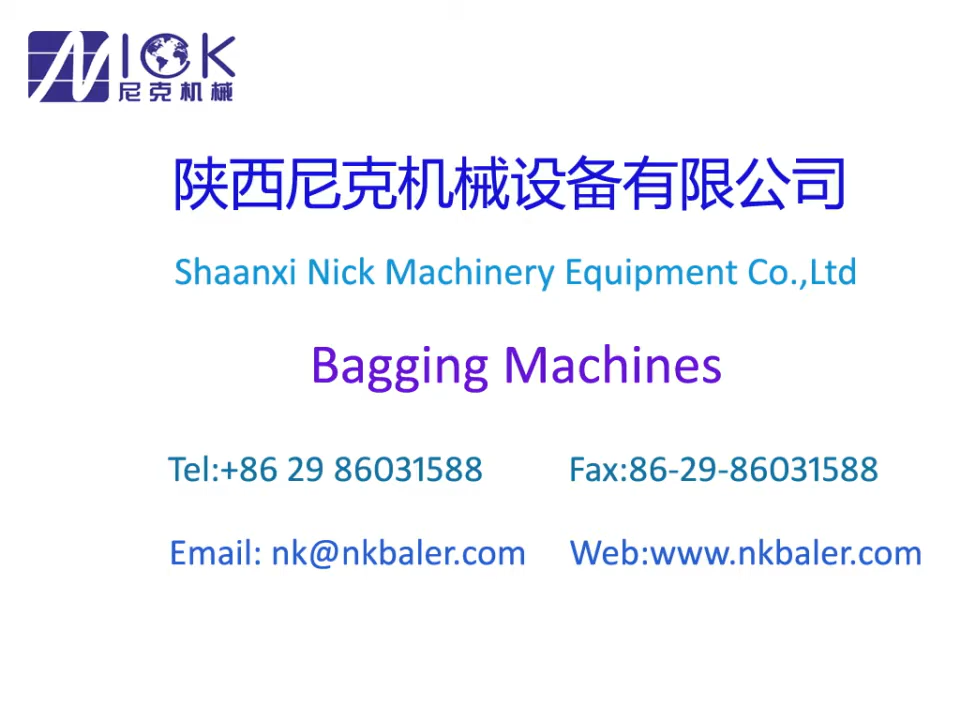 NICK
尼克机械
陕西尼克机械设备有限公司
Shaanxi Nick Machinery Equipment Co.,Ltd
Bagging Machines
Tel:+86 29 86031588 Fax:86-29-86031588
Email: nk@nkbaler.com Web:www.nkbaler.com